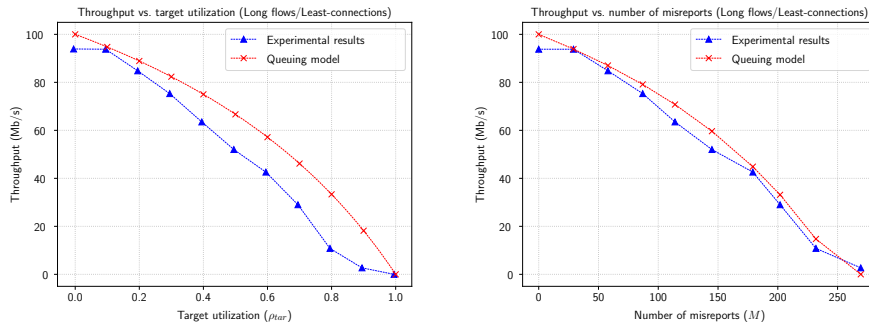 Throughput vs. target utilization (Long flows/Least-connections)
Throughput (Mb/s)
100
80
60
40
20
0
Experimental results
Queuing model
0.0 0.2 0.4 0.6 0.8 1.0
Target utilization (ρtar)
Throughput vs. number of misreports (Long flows/Least-connections)
Throughput (Mb/s)
100
80
60
40
20
0
Experimental results
Queuing model
0 50 100 150 200 250
Number of misreports (M)